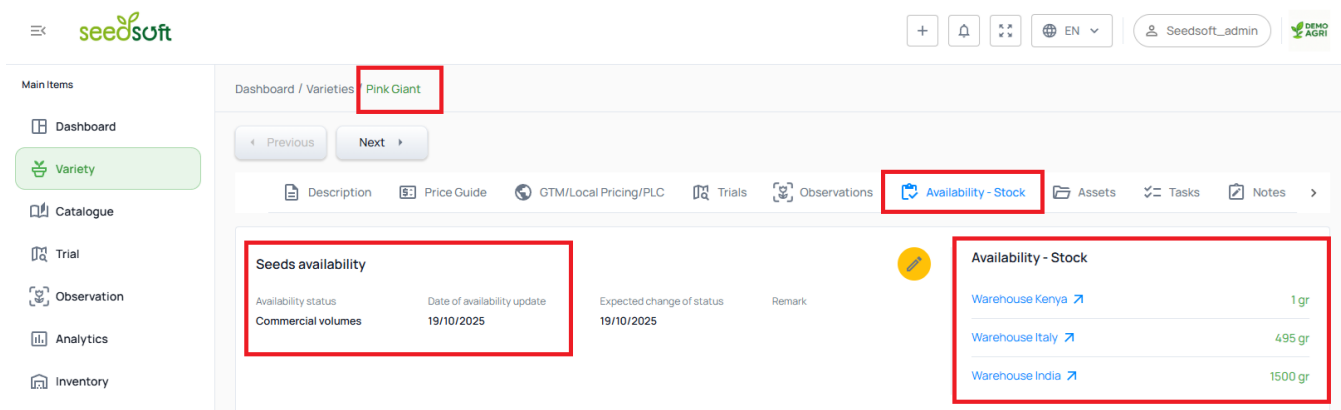 seedsoft
EN
Seedsoft_admin
DEMO AGRI
Main Items
Dashboard
Variety
Catalogue
Trial
Observation
Analytics
Inventory
Dashboard / Varieties / Pink Giant
Previous
Next
Description
Price Guide
GTM/Local Pricing/PLC
Trials
Observations
Availability - Stock
Assets
Tasks
Notes
Seeds availability
Availability status
Commercial volumes
Date of availability update
19/10/2025
Expected change of status
19/10/2025
Remark
Availability - Stock
Warehouse Kenya 1 gr
Warehouse Italy 495 gr
Warehouse India 1500 gr